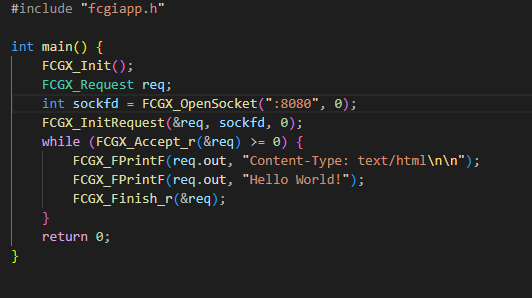 #include "fcgiapp.h"
int main() {
    FCGX_Init();
    FCGX_Request req;
    int sockfd = FCGX_OpenSocket(":8080", 0);
    FCGX_InitRequest(&req, sockfd, 0);
    while (FCGX_Accept_r(&req) >= 0) {
        FCGX_FPrintF(req.out, "Content-Type: text/html\n\n");
        FCGX_FPrintF(req.out, "Hello World!");
        FCGX_Finish_r(&req);
    }
    return 0;
}